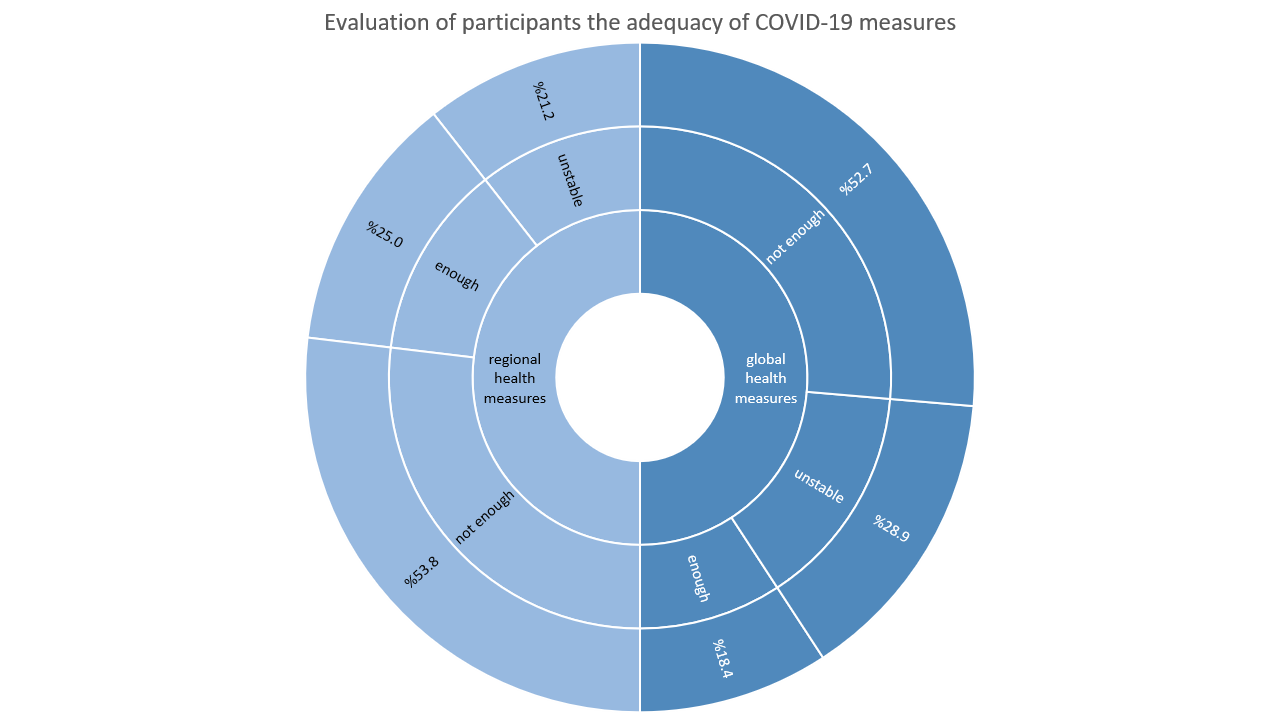 Evaluation of participants the adequacy of COVID-19 measures
%21.2
unstable
%25.0
enough
regional
health
measures
not enough
%53.8
%52.7
not enough
global
health
measures
unstable
%28.9
enough
%18.4